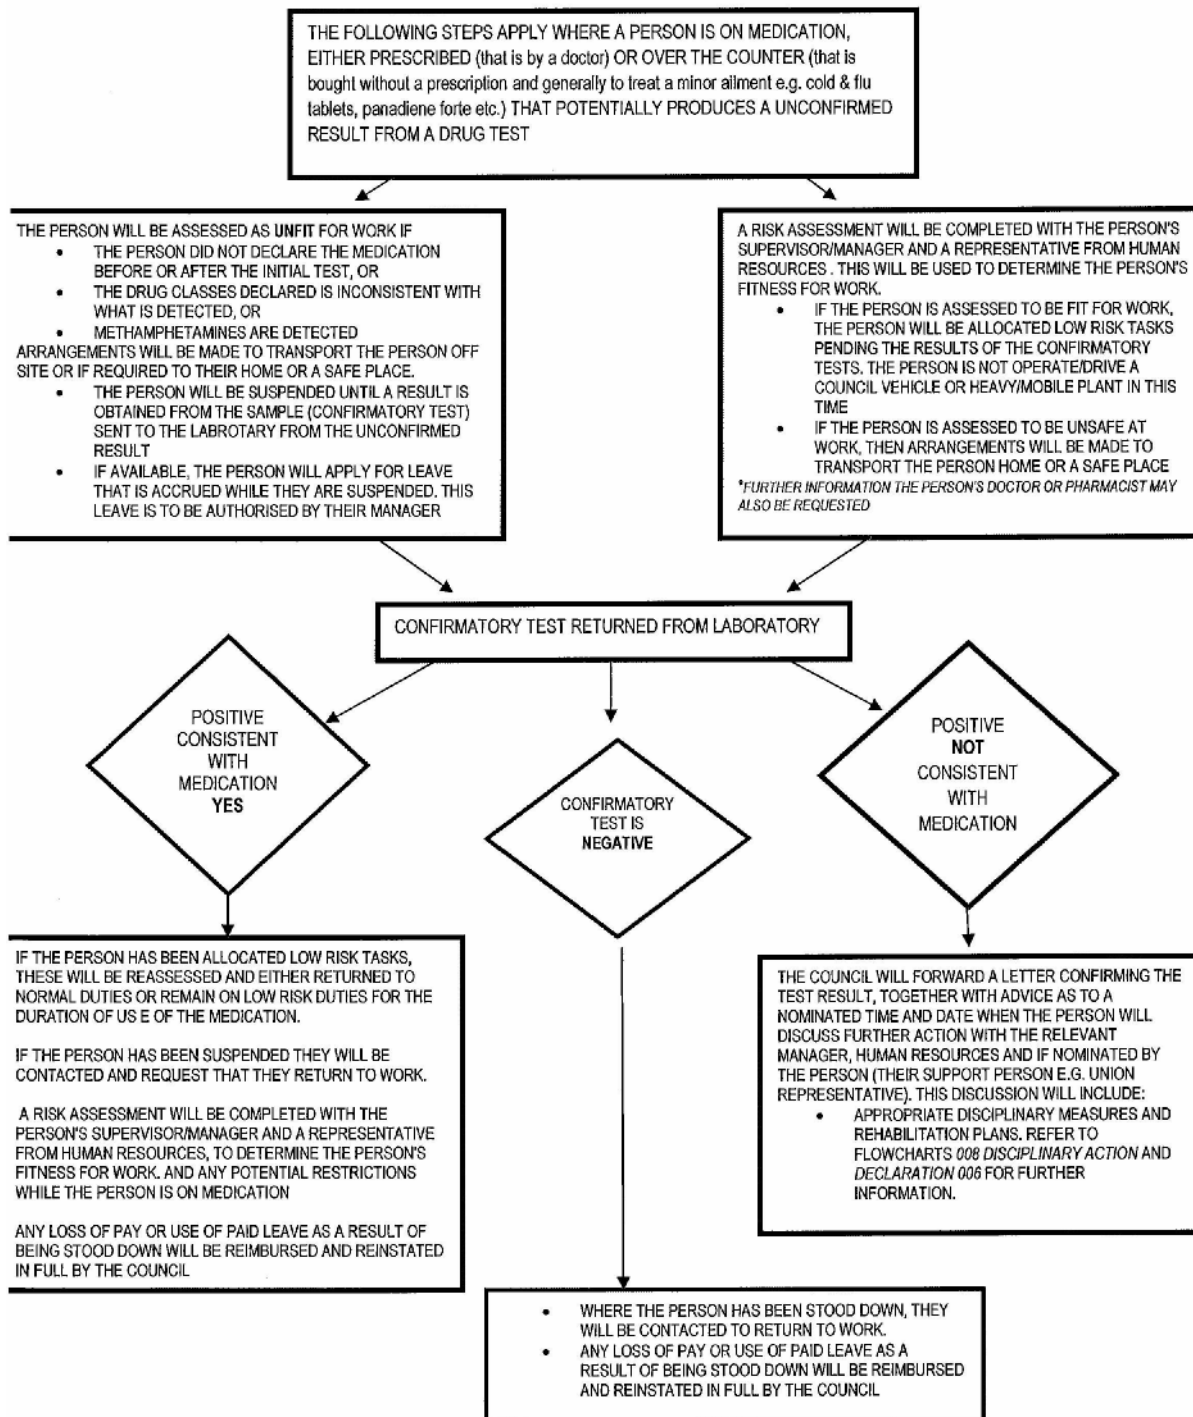 THE FOLLOWING STEPS APPLY WHERE A PERSON IS ON MEDICATION,
EITHER PRESCRIBED (that is by a doctor) OR OVER THE COUNTER (that is
bought without a prescription and generally to treat a minor ailment e.g. cold & flu
tablets, panadiene forte etc.) THAT POTENTIALLY PRODUCES A UNCONFIRMED
RESULT FROM A DRUG TEST
THE PERSON WILL BE ASSESSED AS UNFIT FOR WORK IF
• THE PERSON DID NOT DECLARE THE MEDICATION
BEFORE OR AFTER THE INITIAL TEST, OR
• THE DRUG CLASSES DECLARED IS INCONSISTENT WITH
WHAT IS DETECTED, OR
• METHAMPHETAMINES ARE DETECTED
ARRANGEMENTS WILL BE MADE TO TRANSPORT THE PERSON OFF
SITE OR IF REQUIRED TO THEIR HOME OR A SAFE PLACE.
• THE PERSON WILL BE SUSPENDED UNTIL A RESULT IS
OBTAINED FROM THE SAMPLE (CONFIRMATORY TEST)
SENT TO THE LABROTARY FROM THE UNCONFIRMED
RESULT
• IF AVAILABLE, THE PERSON WILL APPLY FOR LEAVE
THAT IS ACCRUED WHILE THEY ARE SUSPENDED. THIS
LEAVE IS TO BE AUTHORISED BY THEIR MANAGER
A RISK ASSESSMENT WILL BE COMPLETED WITH THE PERSON'S
SUPERVISOR/MANAGER AND A REPRESENTATIVE FROM HUMAN
RESOURCES . THIS WILL BE USED TO DETERMINE THE PERSON'S
FITNESS FOR WORK.
• IF THE PERSON IS ASSESSED TO BE FIT FOR WORK,
THE PERSON WILL BE ALLOCATED LOW RISK TASKS
PENDING THE RESULTS OF THE CONFIRMATORY
TESTS. THE PERSON IS NOT OPERATE/DRIVE A
COUNCIL VEHICLE OR HEAVY/MOBILE PLANT IN THIS
TIME
• IF THE PERSON IS ASSESSED TO BE UNSAFE AT
WORK, THEN ARRANGEMENTS WILL BE MADE TO
TRANSPORT THE PERSON HOME OR A SAFE PLACE
*FURTHER INFORMATION THE PERSON'S DOCTOR OR PHARMACIST MAY
ALSO BE REQUESTED
CONFIRMATORY TEST RETURNED FROM LABORATORY
POSITIVE
CONSISTENT
WITH
MEDICATION
YES
CONFIRMATORY
TEST IS
NEGATIVE
POSITIVE
NOT
CONSISTENT
WITH
MEDICATION
IF THE PERSON HAS BEEN ALLOCATED LOW RISK TASKS,
THESE WILL BE REASSESSED AND EITHER RETURNED TO
NORMAL DUTIES OR REMAIN ON LOW RISK DUTIES FOR THE
DURATION OF US E OF THE MEDICATION.
IF THE PERSON HAS BEEN SUSPENDED THEY WILL BE
CONTACTED AND REQUEST THAT THEY RETURN TO WORK.
A RISK ASSESSMENT WILL BE COMPLETED WITH THE
PERSON'S SUPERVISOR/MANAGER AND A REPRESENTATIVE
FROM HUMAN RESOURCES, TO DETERMINE THE PERSON'S
FITNESS FOR WORK. AND ANY POTENTIAL RESTRICTIONS
WHILE THE PERSON IS ON MEDICATION
ANY LOSS OF PAY OR USE OF PAID LEAVE AS A RESULT OF
BEING STOOD DOWN WILL BE REIMBURSED AND REINSTATED
IN FULL BY THE COUNCIL
THE COUNCIL WILL FORWARD A LETTER CONFIRMING THE
TEST RESULT, TOGETHER WITH ADVICE AS TO A
NOMINATED TIME AND DATE WHEN THE PERSON WILL
DISCUSS FURTHER ACTION WITH THE RELEVANT
MANAGER, HUMAN RESOURCES AND IF NOMINATED BY
THE PERSON (THEIR SUPPORT PERSON E.G. UNION
REPRESENTATIVE). THIS DISCUSSION WILL INCLUDE:
• APPROPRIATE DISCIPLINARY MEASURES AND
REHABILITATION PLANS. REFER TO
FLOWCHARTS 008 DISCIPLINARY ACTION AND
DECLARATION 006 FOR FURTHER
INFORMATION.
• WHERE THE PERSON HAS BEEN STOOD DOWN, THEY
WILL BE CONTACTED TO RETURN TO WORK.
• ANY LOSS OF PAY OR USE OF PAID LEAVE AS A
RESULT OF BEING STOOD DOWN WILL BE REIMBURSED
AND REINSTATED IN FULL BY THE COUNCIL